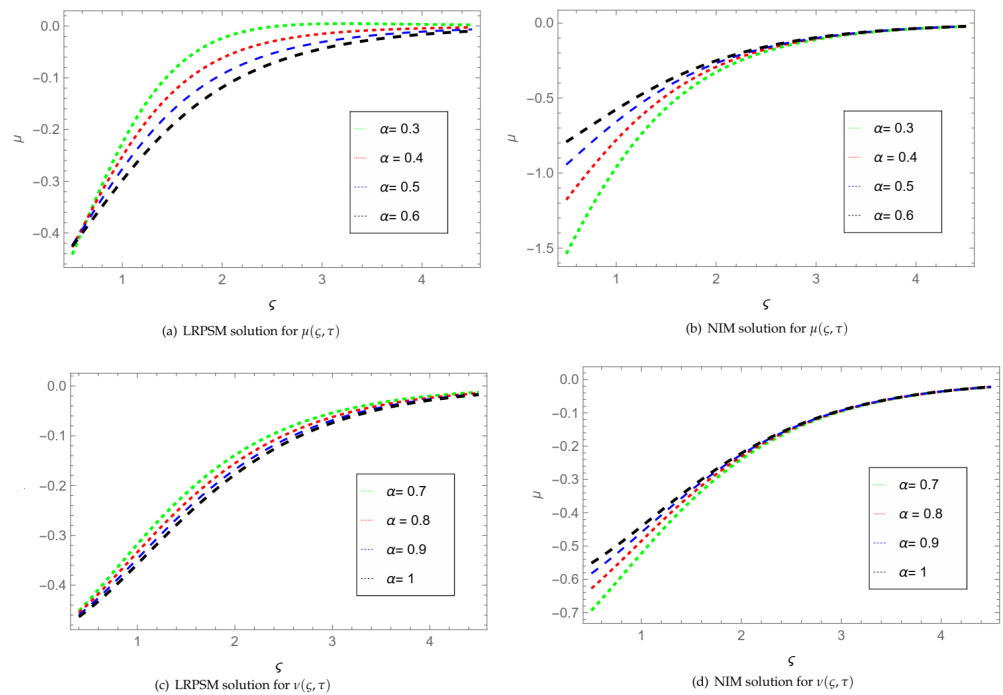 0.0
−0.1
−0.2
−0.3
−0.4
μ
α= 0.3
α= 0.4
α= 0.5
α= 0.6
1 2 3 4
ς
(a) LRPSM solution for μ(ς, τ)
0.0
−0.5
−1.0
−1.5
μ
α= 0.3
α= 0.4
α= 0.5
α= 0.6
1 2 3 4
ς
(b) NIM solution for μ(ς, τ)
0.0
−0.1
−0.2
−0.3
−0.4
α= 0.7
α= 0.8
α= 0.9
α= 1
1 2 3 4
ς
(c) LRPSM solution for ν(ς, τ)
0.0
−0.1
−0.2
−0.3
−0.4
−0.5
−0.6
−0.7
μ
α= 0.7
α= 0.8
α= 0.9
α= 1
1 2 3 4
ς
(d) NIM solution for ν(ς, τ)